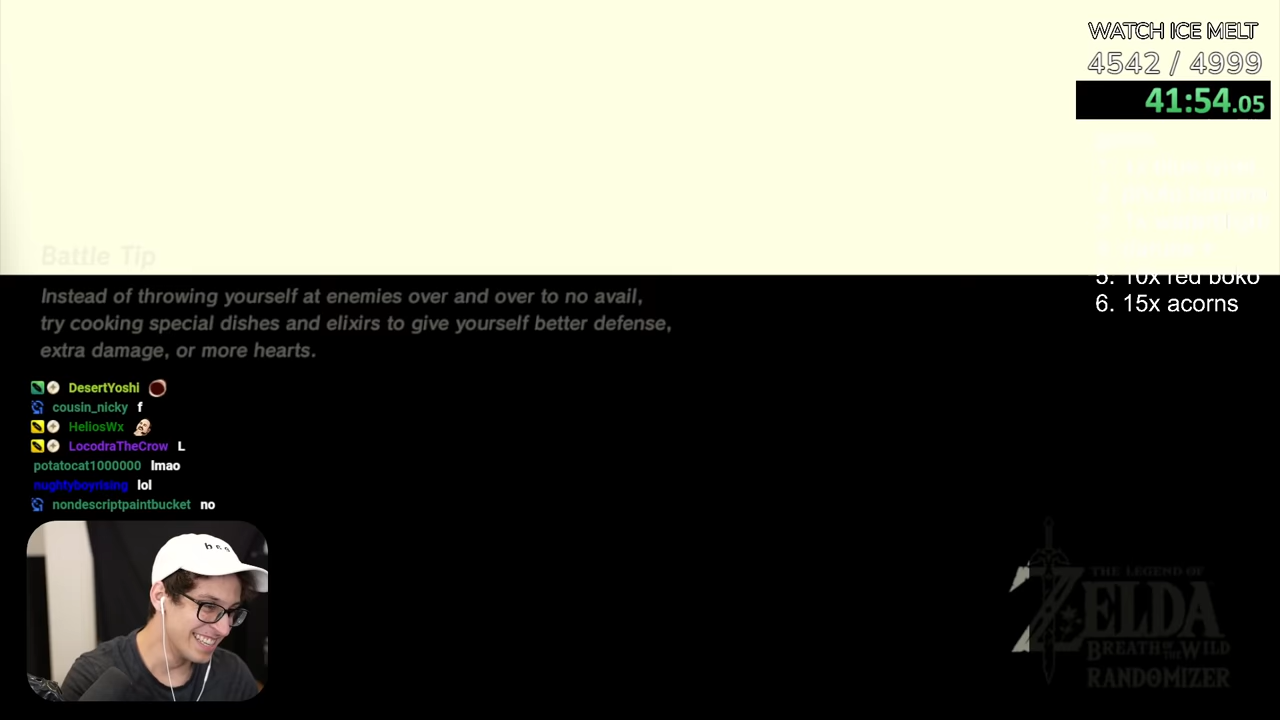 WATCH ICE MELT
4542 / 4999
41:54.05
5. 10x red boko
6. 15x acorns
Battle Tip
Instead of throwing yourself at enemies over and over to no avail,
try cooking special dishes and elixirs to give yourself better defense,
extra damage, or more hearts.
DesertYoshi
cousin_nicky f
HeliosWx
LocodraTheCrow L
potatocat1000000 lmao
nughtyboyrising lol
nondescriptpaintbucket no
THE LEGEND OF
ZELDA
BREATH OF THE WILD
RANDOMIZER